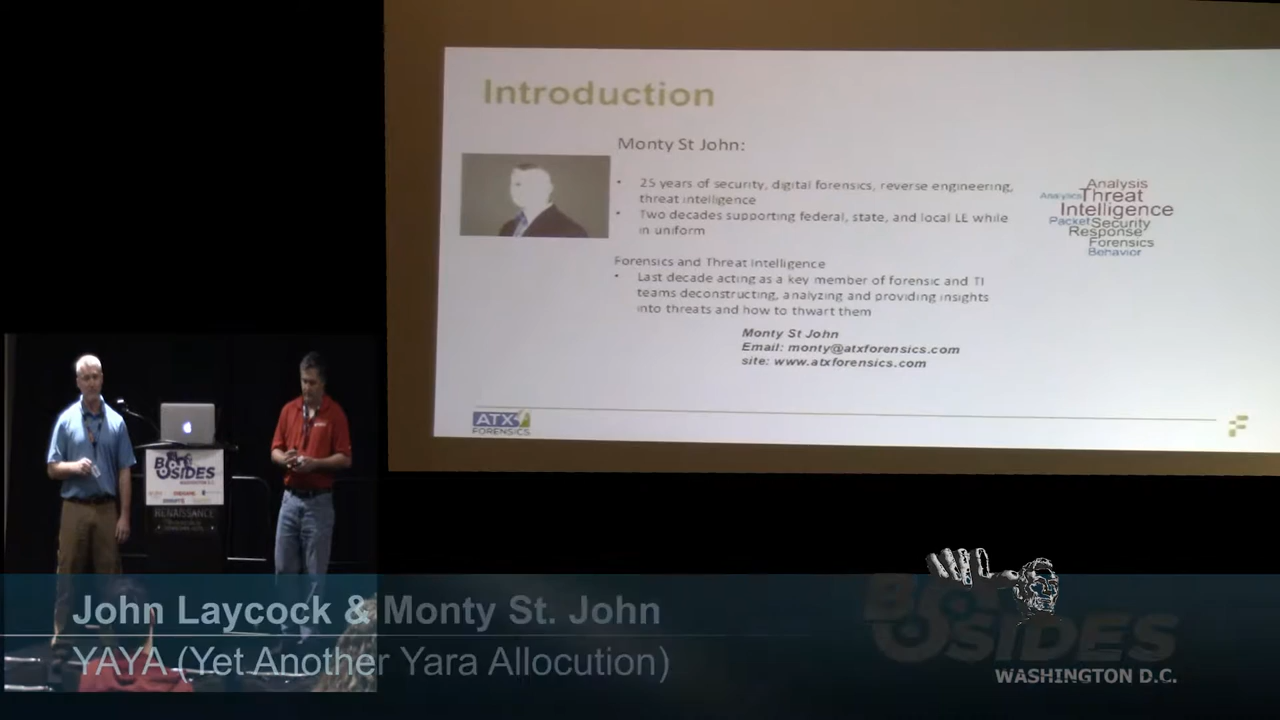 Introduction
Monty St John:
• 25 years of security, digital forensics, reverse engineering,
threat intelligence
• Two decades supporting federal, state, and local LE while
in uniform
Forensics and Threat Intelligence
• Last decade acting as a key member of forensic and TI
teams deconstructing, analyzing and providing insights
into threats and how to thwart them
Monty St John
Email: monty@atxforensics.com
site: www.atxforensics.com
Analysis
Analytics Threat
Intelligence
Packet Security
Response
Forensics
Behavior
ATX
FORENSICS
BSIDES
WASHINGTON D.C.
RENAISSANCE
John Laycock & Monty St. John
YAYA (Yet Another Yara Allocution)
BSIDES
WASHINGTON D.C.